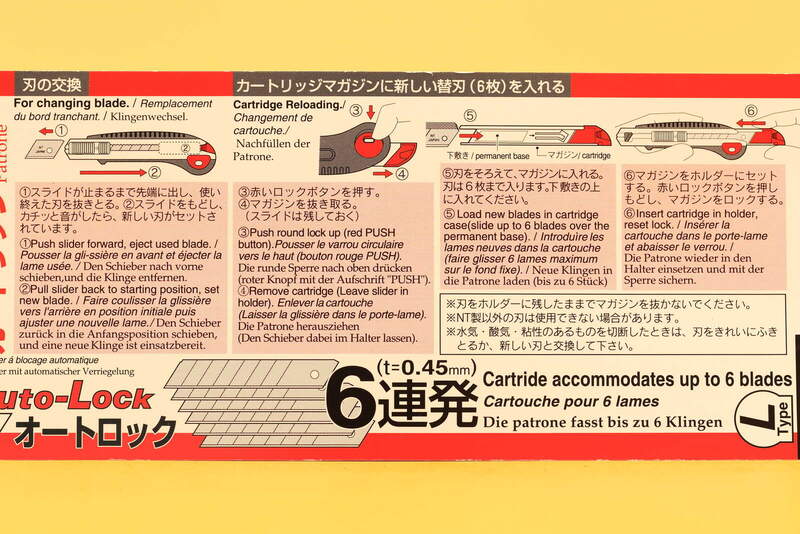 刃の交換
For changing blade. / Remplacement
du bord tranchant. / Klingenwechsel.
①
②
①スライドが止まるまで先端に出し、使い
終えた刃を抜きとる。②スライドをもどし、
カチッと音がしたら、新しい刃がセットさ
れています。
①Push slider forward, eject used blade. /
Pousser la gli-ssière en avant et éjecter la
lame usée. / Den Schieber nach vorne
schieben,und die Klinge entfernen.
②Pull slider back to starting position, set
new blade. / Faire coulisser la glissière
vers l'arrière en position initiale puis
ajuster une nouvelle lame./ Den Schieber
zurück in die Anfangsposition schieben,
und eine neue Klinge ist einsatzbereit.
カートリッジマガジンに新しい替刃(6枚)を入れる
Cartridge Reloading./
Changement de
cartouche./
Nachfüllen der
Patrone.
③
④
③赤いロックボタンを押す。
④マガジンを抜き取る。
(スライドは残しておく)
③Push round lock up (red PUSH
button).Pousser le varrou circulaire
vers le haut (bouton rouge PUSH).
Die runde Sperre nach oben drücken
(roter Knopf mit der Aufschrift "PUSH").
④Remove cartridge (Leave slider in
holder). Enlever la cartouche
(Laisser la glissière dans le porte-lame).
Die Patrone herausziehen
(Den Schieber dabei im Halter lassen).
⑤
下敷き / permanent base
マガジン / cartridge
⑤刃をそろえて、マガジンに入れる。
刃は6枚まで入ります。下敷きの上
に入れてください。
⑤ Load new blades in cartridge
case(slide up to 6 blades over the
permanent base). / Introduire les
lames neuves dans la cartouche
(faire glisser 6 lames maximum
sur le fond fixe). / Neue Klingen in
die Patrone laden (bis zu 6 Stück)
⑥
⑥マガジンをホルダーにセット
する。赤いロックボタンを押し
もどし、マガジンをロックする。
⑥Insert cartridge in holder,
reset lock. / Insérer la
cartouche dans le porte-lame
et abaisser le verrou. /
Die Patrone wieder in den
Halter einsetzen und mit der
Sperre sichern.
※刃をホルダーに残したままでマガジンを抜かないでください。
※NT製以外の刃は使用できない場合があります。
※水気・酸気・粘性のあるものを切断したときは、刃をきれいにふき
とるか、新しい刃と交換して下さい。
Patrone
er à blocage automatique
er mit automatischer Verriegelung
uto-Lock
オートロック
6連発
(t=0.45mm)
Cartride accommodates up to 6 blades
Cartouche pour 6 lames
Die patrone fasst bis zu 6 Klingen
L Type